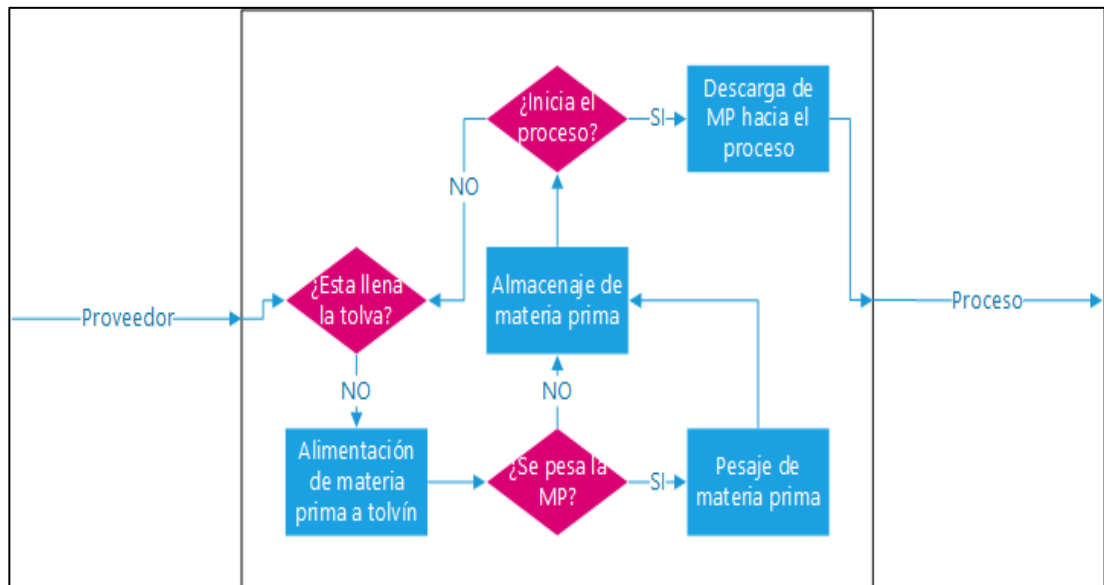 ¿Inicia el
proceso?
SI
Descarga de
MP hacia el
proceso
NO
¿Esta llena
la tolva?
Almacenaje de
materia prima
Proveedor
Proceso
NO
NO
Alimentación
de materia
prima a tolvín
¿Se pesa la
MP?
SI
Pesaje de
materia prima